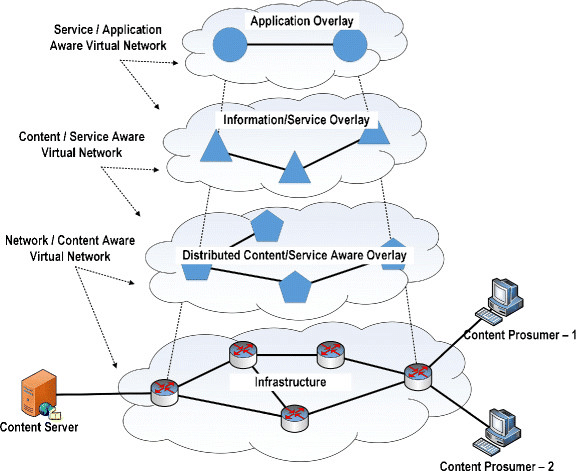 Service / Application
Aware Virtual Network
Application Overlay
Information/Service Overlay
Content / Service Aware
Virtual Network
Network / Content Aware
Virtual Network
Distributed Content/Service Aware Overlay
Content Prosumer – 1
Infrastructure
Content Server
Content Prosumer – 2